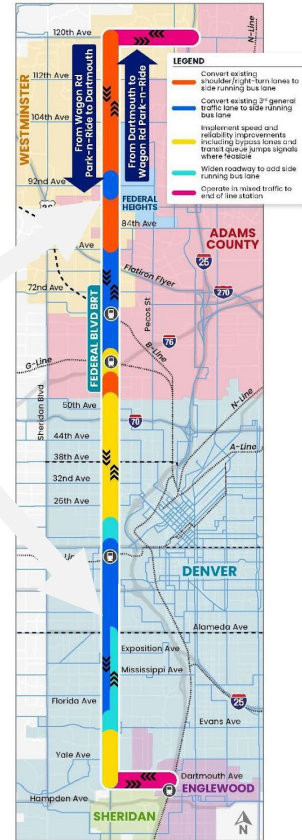 120th Ave
N-Line
LEGEND
Convert existing
shoulder/right-turn lanes to
side running bus lane
Convert existing 3rd general
traffic lane to side running
bus lane
Implement speed and
reliability improvements
including bypass lanes and
transit queue jumps signals
where feasible
Widen roadway to add side
running bus lane
Operate in mixed traffic to
end of line station
From Wagon Rd
Park-n-Ride to Dartmouth
From Dartmouth to
Wagon Rd Park-n-Ride
WESTMINSTER
112th Ave
104th Ave
92nd Ave
FEDERAL
HEIGHTS
84th Ave
Ave
ADAMS
COUNTY
25
Flatiron Flyer
270
72nd Ave
FEDERAL BLVD BRT
Pecos St
B-Line
76
G-Line
Sheridan Blvd
50th Ave
70
N-Line
44th Ave
A-Line
38th Ave
32nd Ave
26th Ave
DENVER
Alameda Ave
Exposition Ave
Mississippi Ave
Florida Ave
25
Evans Ave
Yale Ave
Dartmouth Ave
ENGLEWOOD
Hampden Ave
SHERIDAN
N